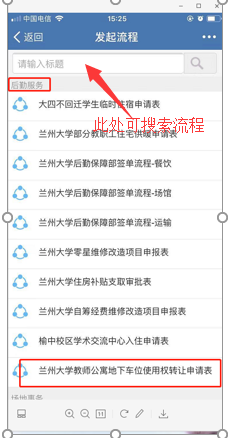 中国电信
15:25
返回
发起流程
请输入标题
后勤服务
此处可搜索流程
大四不回迁学生临时住宿申请表
兰州大学部分教职工住宅供暖申请表
兰州大学后勤保障部签单流程-餐饮
兰州大学后勤保障部签单流程-场馆
兰州大学后勤保障部签单流程-运输
兰州大学零星维修改造项目申报表
兰州大学住房补贴支取审批表
兰州大学自筹经费维修改造项目申报表
榆中校区学术交流中心入住申请表
兰州大学教师公寓地下车位使用权转让申请表